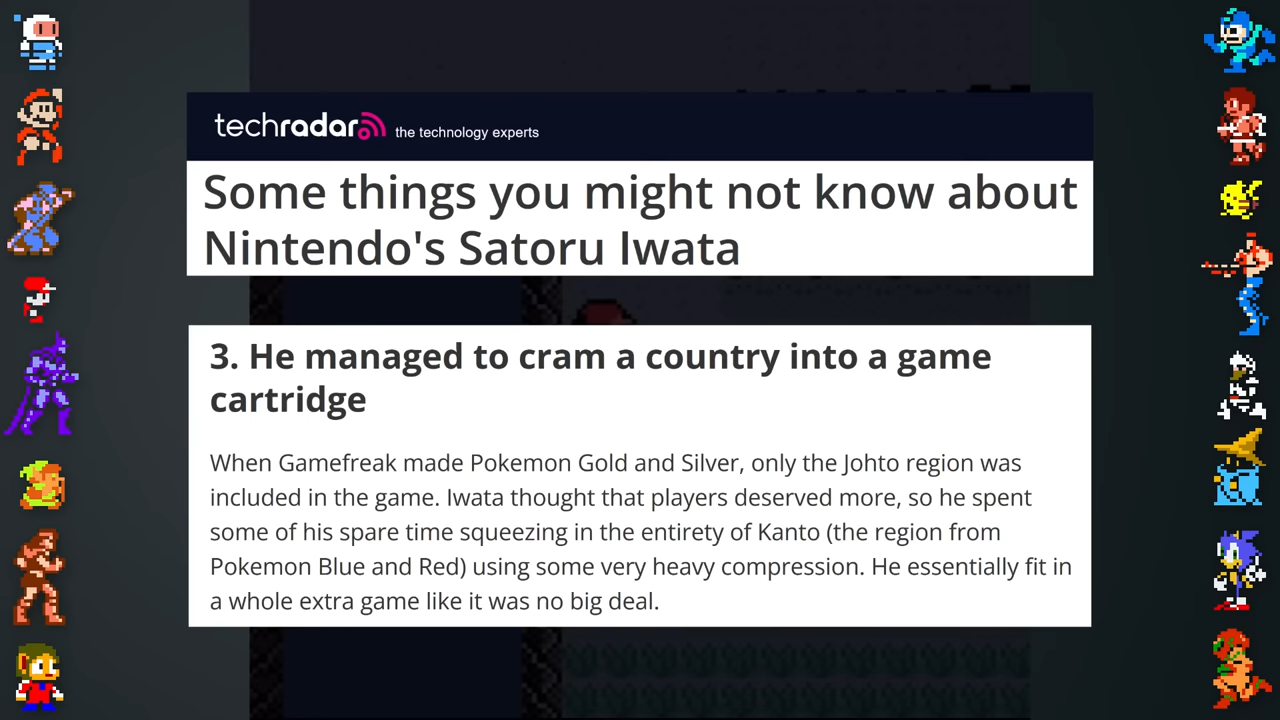 techradar the technology experts
Some things you might not know about
Nintendo's Satoru Iwata
3. He managed to cram a country into a game
cartridge
When Gamefreak made Pokemon Gold and Silver, only the Johto region was
included in the game. Iwata thought that players deserved more, so he spent
some of his spare time squeezing in the entirety of Kanto (the region from
Pokemon Blue and Red) using some very heavy compression. He essentially fit in
a whole extra game like it was no big deal.